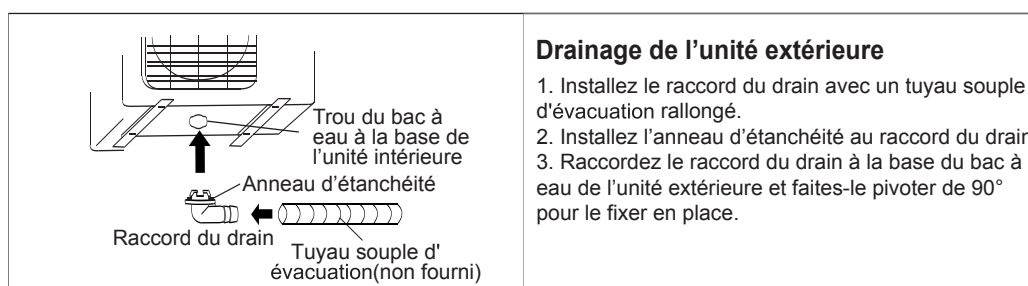 Trou du bac à
eau à la base de
l'unité intérieure
Anneau d'étanchéité
Raccord du drain
Tuyau souple d'
évacuation(non fourni)
Drainage de l'unité extérieure
1. Installez le raccord du drain avec un tuyau souple
d'évacuation rallongé.
2. Installez l'anneau d'étanchéité au raccord du drain
3. Raccordez le raccord du drain à la base du bac à
eau de l'unité extérieure et faites-le pivoter de 90°
pour le fixer en place.